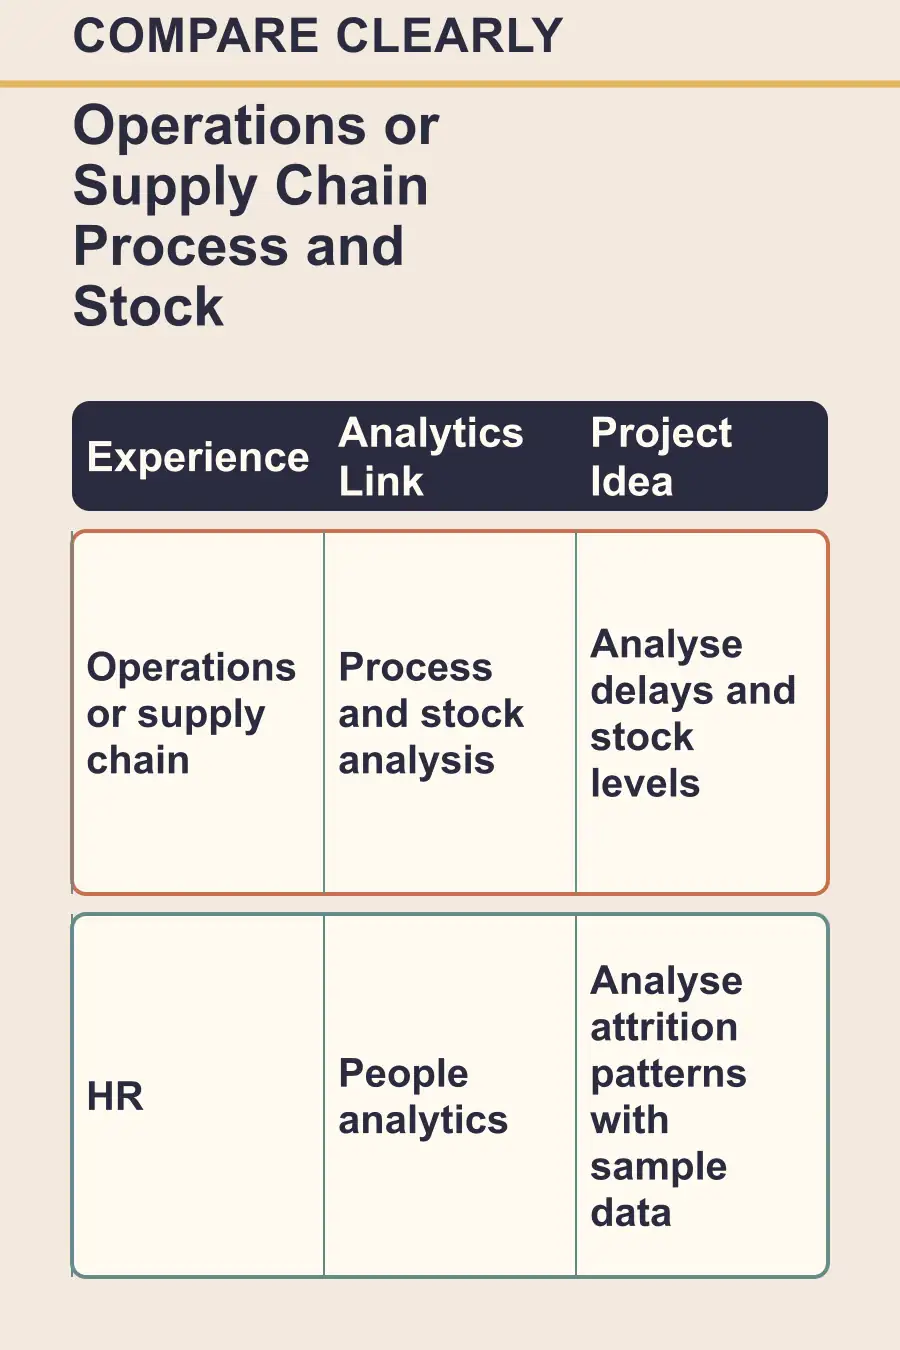 COMPARE CLEARLY
Operations or
Supply Chain
Process and
Stock
Experience
Analytics
Link
Project
Idea
Operations
or supply
chain
Process
and stock
analysis
Analyse
delays and
stock
levels
HR
People
analytics
Analyse
attrition
patterns
with
sample
data